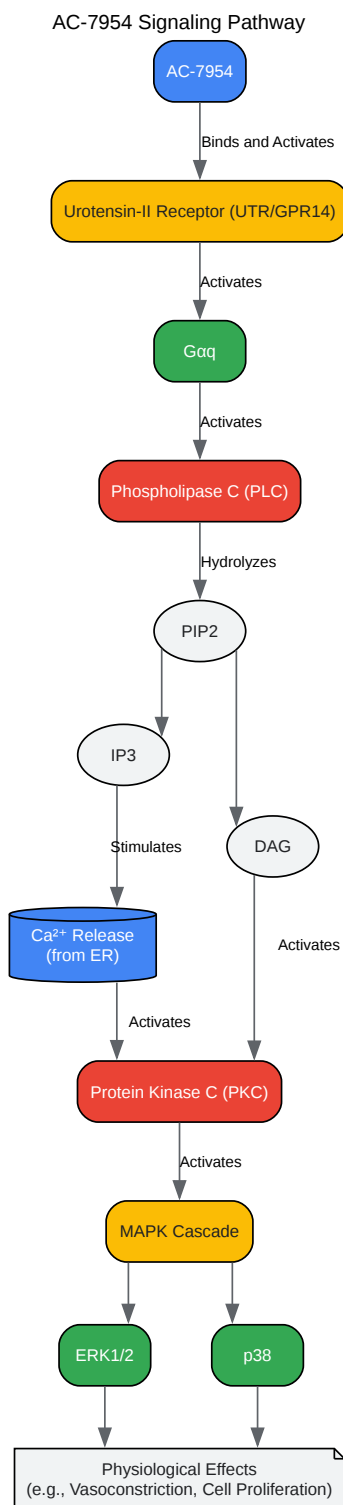 AC-7954 Signaling Pathway
AC-7954
Binds and Activates
Urotensin-II Receptor (UTR/GPR14)
Activates
Gαq
Activates
Phospholipase C (PLC)
Hydrolyzes
PIP2
IP3
Stimulates
DAG
Ca²⁺ Release
(from ER)
Activates
Activates
Protein Kinase C (PKC)
Activates
MAPK Cascade
ERK1/2
p38
Physiological Effects
(e.g., Vasoconstriction, Cell Proliferation)